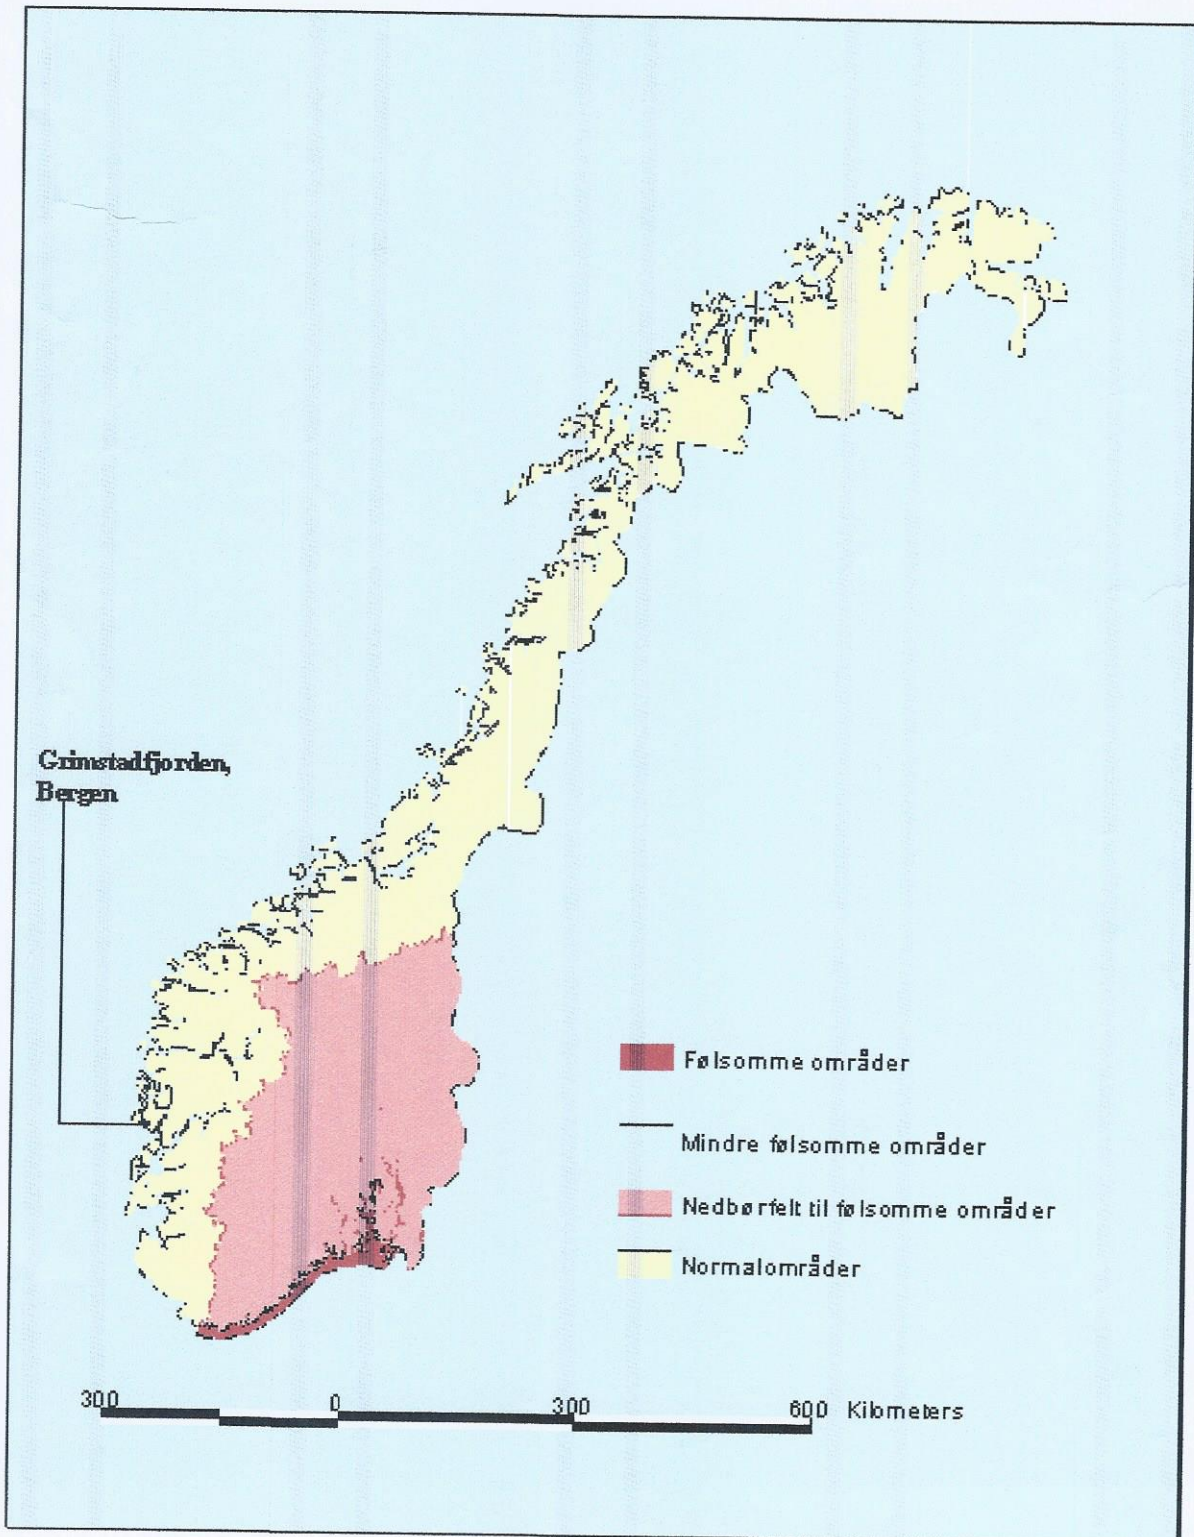 Grimstadfjorden,
Bergen
Følsomme områder
Mindre følsomme områder
Nedbørfelt til følsomme områder
Normalområder
300 0 300 600 Kilometers